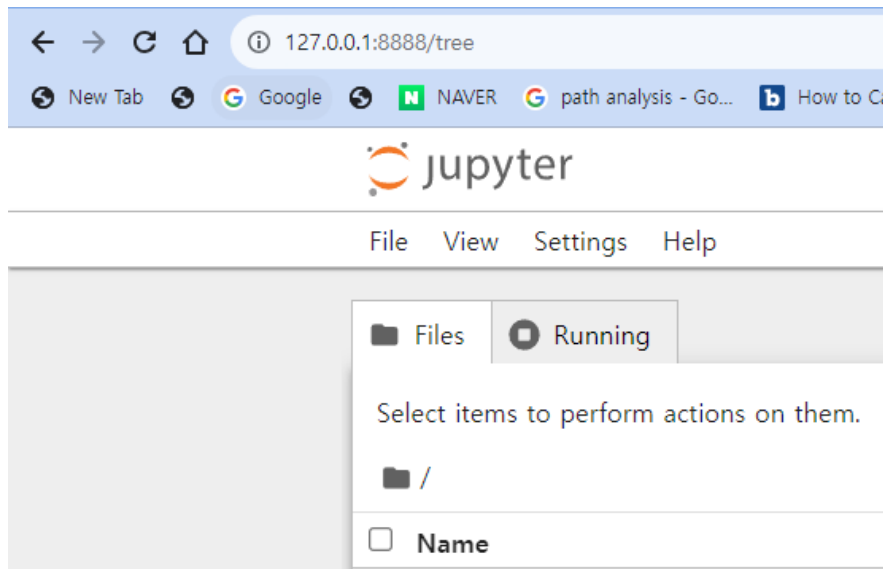 127.0.0.1:8888/tree
New Tab Google NAVER path analysis - Go... How to Ca
jupyter
File View Settings Help
Files Running
Select items to perform actions on them.
/
Name